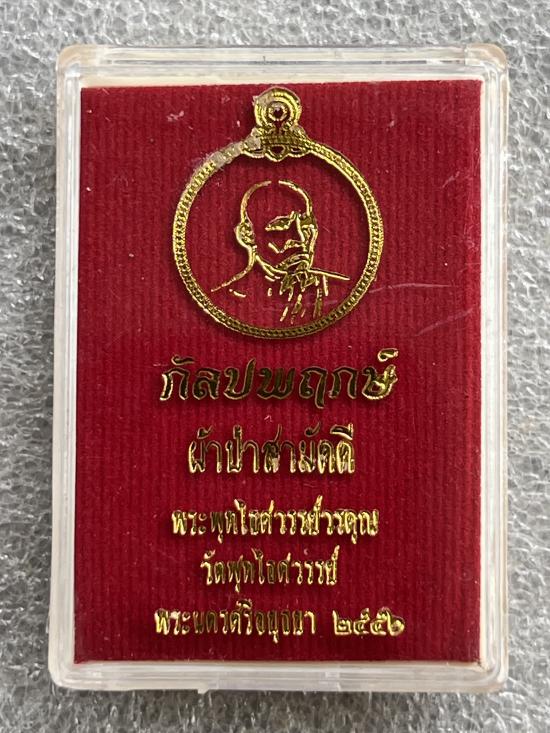 กัลปพฤกษ์
ผ้าป่าสามัคคี
พระพุทไธศวรรย์วรคุณ
วัดพุทไธศวรรย์
พระนครศรีอยุธยา ๒๕๕๖